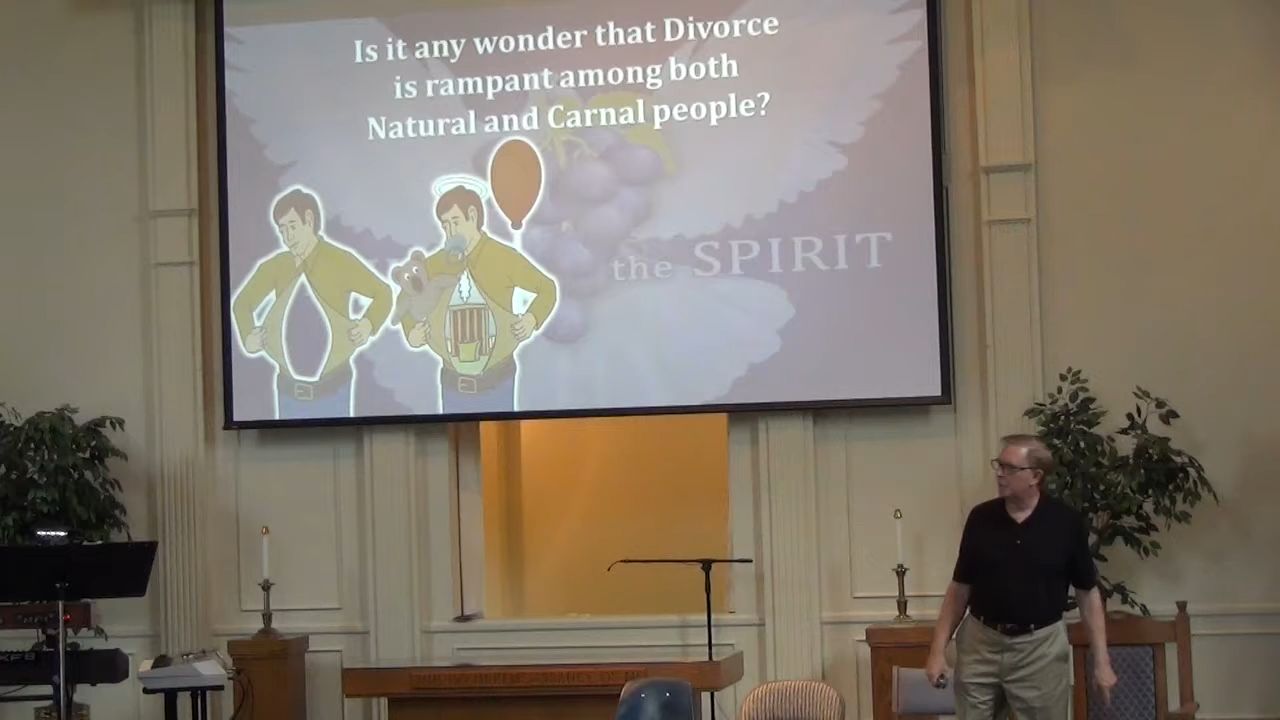 Is it any wonder that Divorce
is rampant among both
Natural and Carnal people?
the SPIRIT